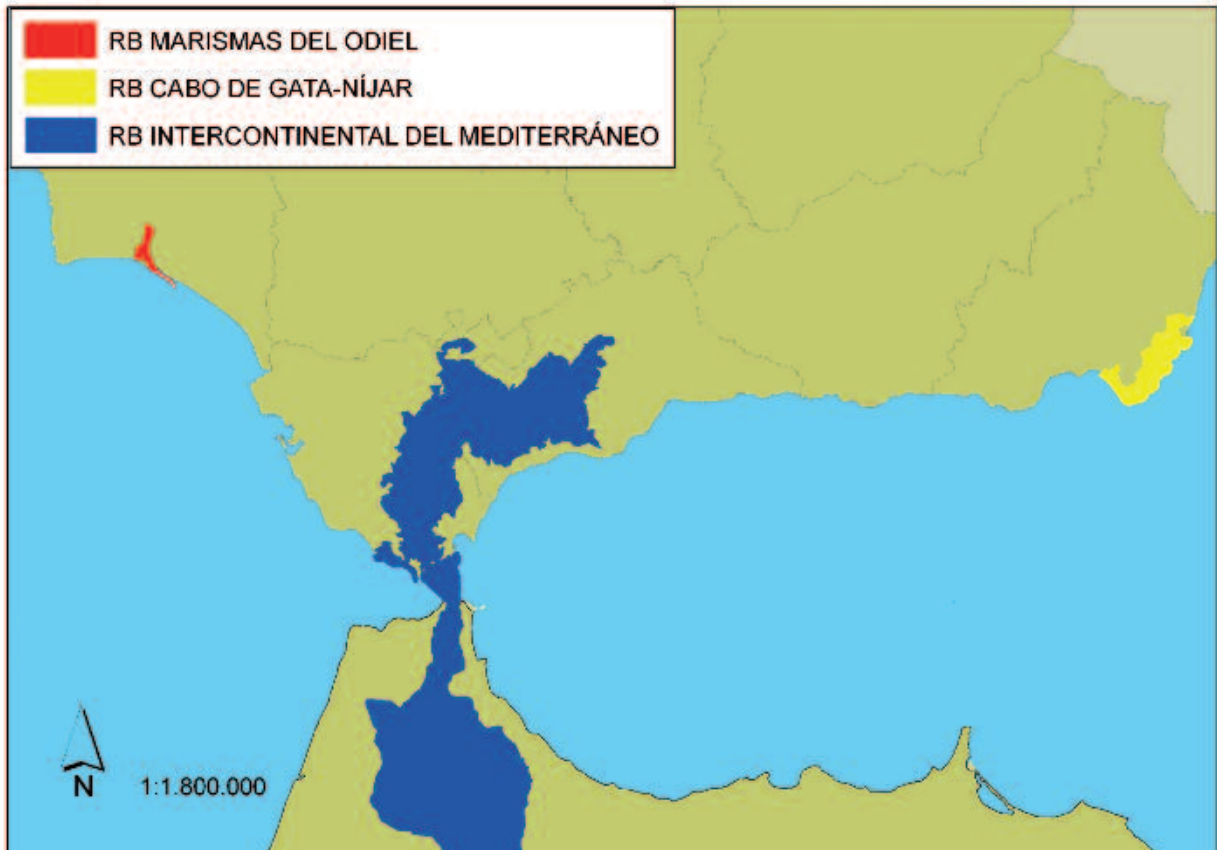 RB MARISMAS DEL ODIEL
RB CABO DE GATA-NÍJAR
RB INTERCONTINENTAL DEL MEDITERRÁNEO
N
1:1.800.000